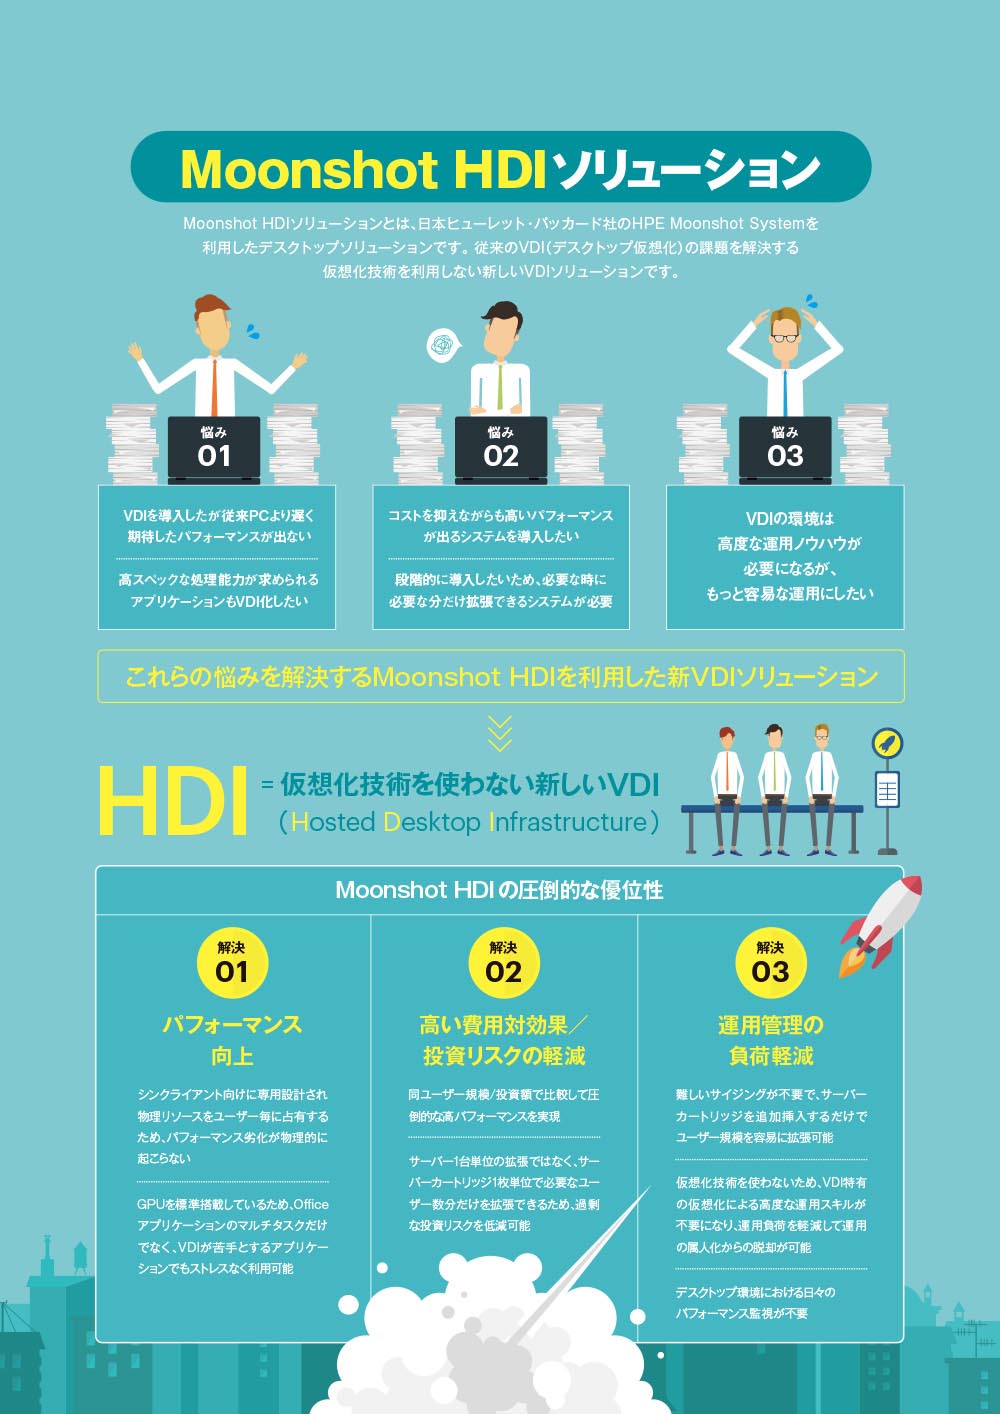 Moonshot HDIソリューション
Moonshot HDIソリューションとは、日本ヒューレット・パッカード社のHPE Moonshot Systemを
利用したデスクトップソリューションです。従来のVDI(デスクトップ仮想化)の課題を解決する
仮想化技術を利用しない新しいVDIソリューションです。
悩み
01
VDIを導入したが従来PCより遅く
期待したパフォーマンスが出ない
高スペックな処理能力が求められる
アプリケーションもVDI化したい
悩み
02
コストを抑えながらも高いパフォーマンス
が出るシステムを導入したい
段階的に導入したいため、必要な時に
必要な分だけ拡張できるシステムが必要
悩み
03
VDIの環境は
高度な運用ノウハウが
必要になるが、
もっと容易な運用にしたい
これらの悩みを解決するMoonshot HDIを利用した新VDIソリューション
HDI
=仮想化技術を使わない新しいVDI
(Hosted Desktop Infrastructure)
Moonshot HDIの圧倒的な優位性
解決
01
パフォーマンス
向上
シンクライアント向けに専用設計され
物理リソースをユーザー毎に占有する
ため、パフォーマンス劣化が物理的に
起こらない
GPUを標準搭載しているため、Office
アプリケーションのマルチタスクだけ
でなく、VDIが苦手とするアプリケー
ションでもストレスなく利用可能
解決
02
高い費用対効果/
投資リスクの軽減
同ユーザー規模/投資額で比較して圧
倒的な高パフォーマンスを実現
サーバー1台単位の拡張ではなく、サー
バーカートリッジ1枚単位で必要なユー
ザー数分だけを拡張できるため、過剰
な投資リスクを低減可能
解決
03
運用管理の
負荷軽減
難しいサイジングが不要で、サーバー
カートリッジを追加挿入するだけで
ユーザー規模を容易に拡張可能
仮想化技術を使わないため、VDI特有
の仮想化による高度な運用スキルが
不要になり、運用負荷を軽減して運用
の属人化からの脱却が可能
デスクトップ環境における日々の
パフォーマンス監視が不要